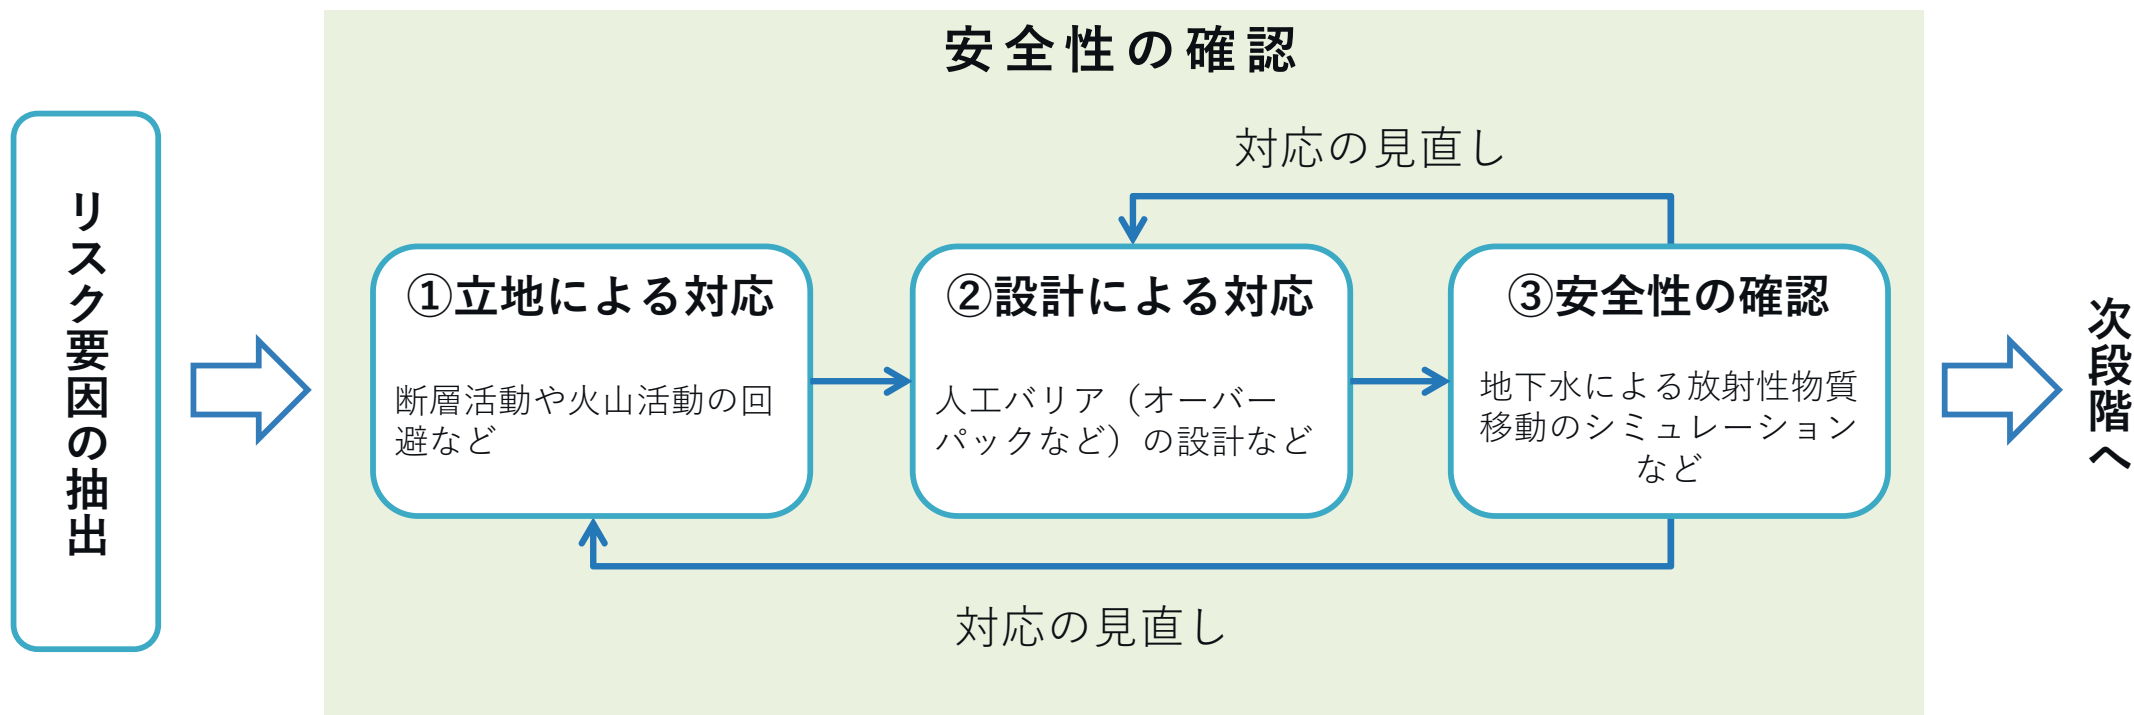 安全性の確認
リスク要因の抽出
対応の見直し
①立地による対応
断層活動や火山活動の回
避など
②設計による対応
人工バリア（オーバー
パックなど）の設計など
③安全性の確認
地下水による放射性物質
移動のシミュレーション
など
対応の見直し
次段階へ